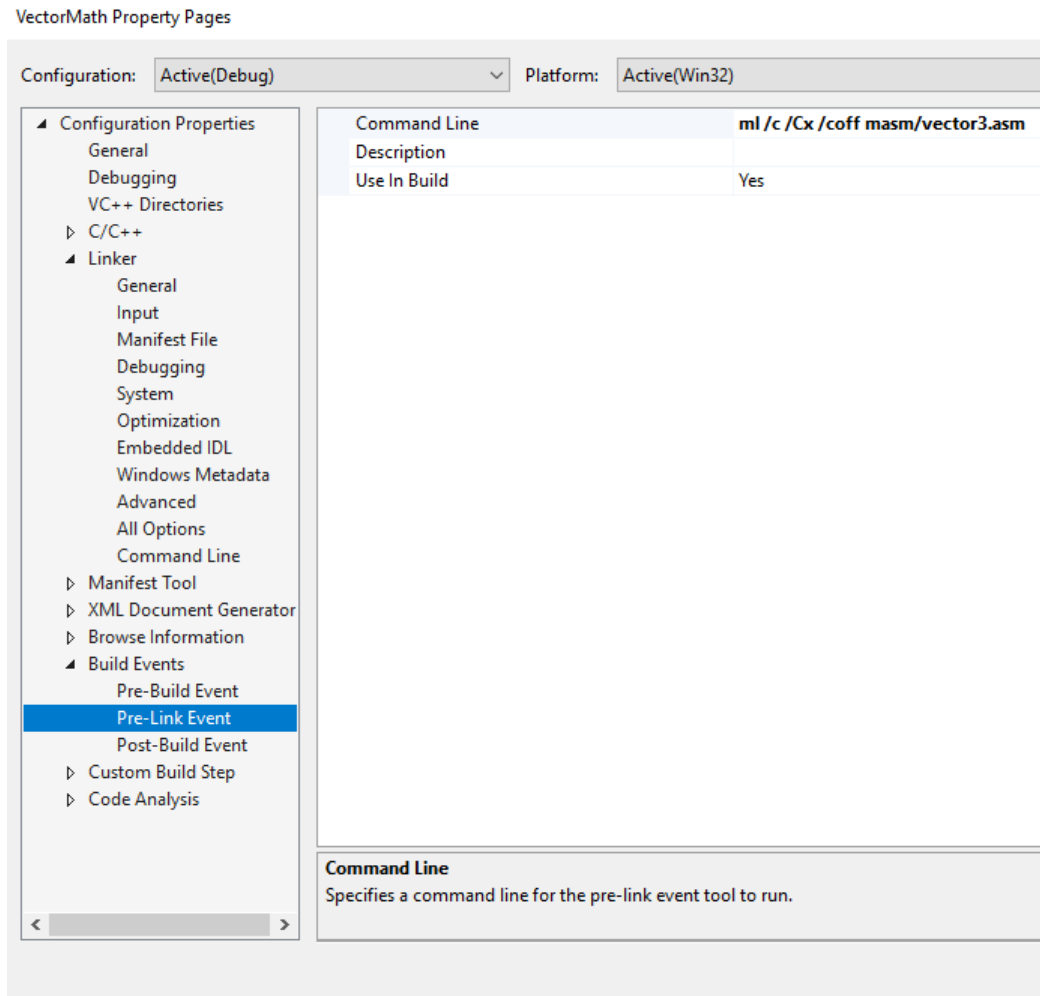 VectorMath Property Pages
Configuration: Active(Debug) Platform: Active(Win32)
Configuration Properties
General
Debugging
VC++ Directories
C/C++
Linker
General
Input
Manifest File
Debugging
System
Optimization
Embedded IDL
Windows Metadata
Advanced
All Options
Command Line
Manifest Tool
XML Document Generator
Browse Information
Build Events
Pre-Build Event
Pre-Link Event
Post-Build Event
Custom Build Step
Code Analysis
Command Line ml /c /Cx /coff masm/vector3.asm
Description
Use In Build Yes
Command Line
Specifies a command line for the pre-link event tool to run.